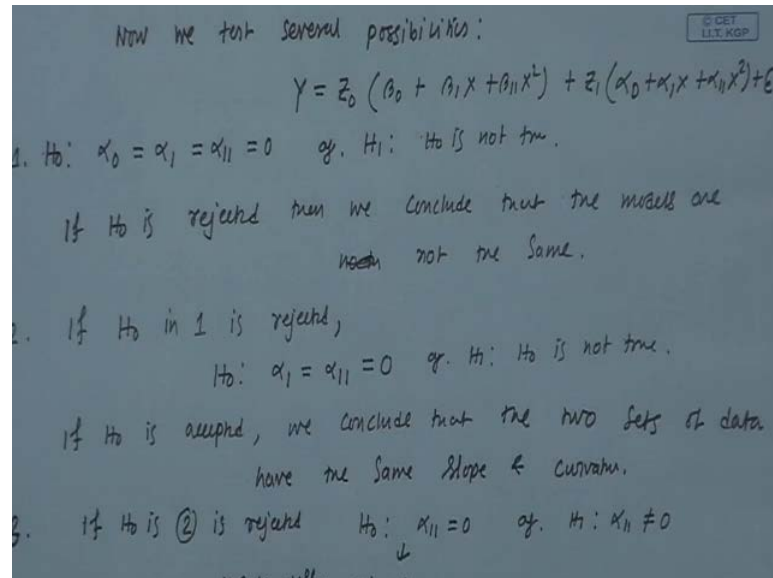 Now we test several possibilities:
© CET
I.I.T. KGP
Y = Z₀ (β₀ + β₁X + β₁₁X²) + Z₁(α₀+α₁X+α₁₁X²)+ε
1. H₀: α₀ = α₁ = α₁₁ = 0 ag. H₁: H₀ is not true.
If H₀ is rejected then we conclude that the models are
not the same.
2. If H₀ in 1 is rejected,
H₀: α₁ = α₁₁ = 0 ag. H₁: H₀ is not true.
If H₀ is accepted, we conclude that the two sets of data
have the same slope & curvature.
3. If H₀ is ② is rejected H₀: α₁₁ = 0 ag. H₁: α₁₁ ≠ 0
↓